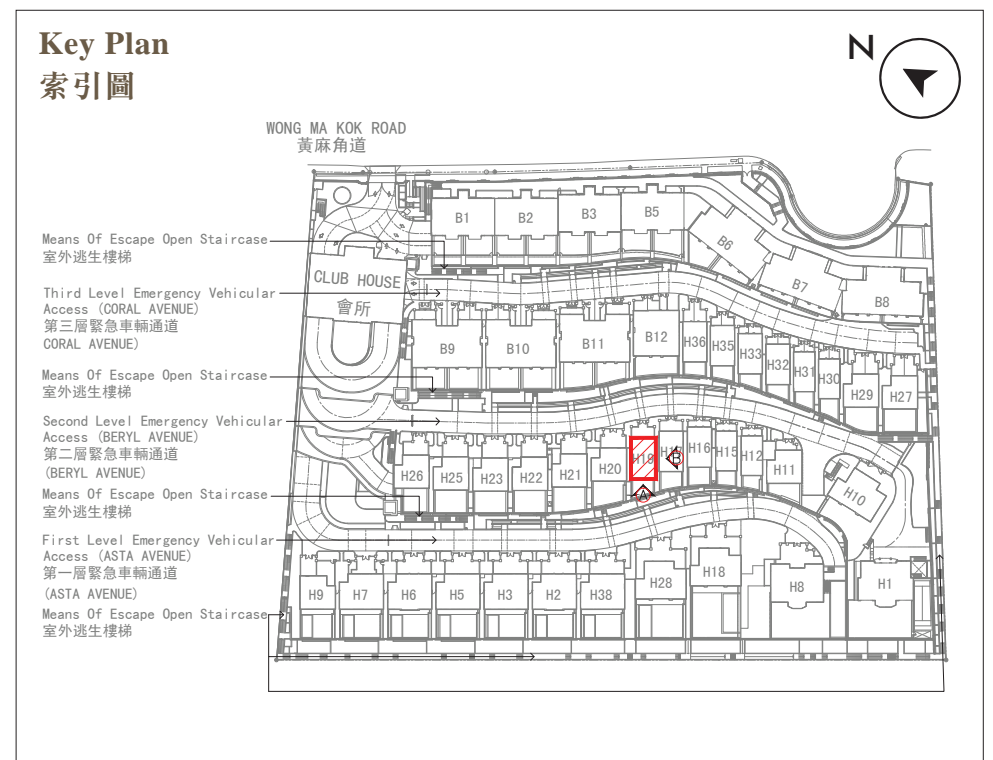 Key Plan
索引圖
N
WONG MA KOK ROAD
黃麻角道
Means Of Escape Open Staircase
室外逃生樓梯
Third Level Emergency Vehicular
Access (CORAL AVENUE)
第三層緊急車輛通道
CORAL AVENUE)
Means Of Escape Open Staircase
室外逃生樓梯
Second Level Emergency Vehicular
Access (BERYL AVENUE)
第二層緊急車輛通道
(BERYL AVENUE)
Means Of Escape Open Staircase
室外逃生樓梯
First Level Emergency Vehicular
Access (ASTA AVENUE)
第一層緊急車輛通道
(ASTA AVENUE)
Means Of Escape Open Staircase
室外逃生樓梯
CLUB HOUSE
會所
B1 B2 B3 B5
B6
B7
B8
B9 B10 B11 B12 H36 H35 H33 H32 H31 H30 H29 H27
H26 H25 H23 H22 H21 H20 H19 H16 H15 H12 H11
B
A
H10
H9 H7 H6 H5 H3 H2 H38 H28 H18 H8 H1